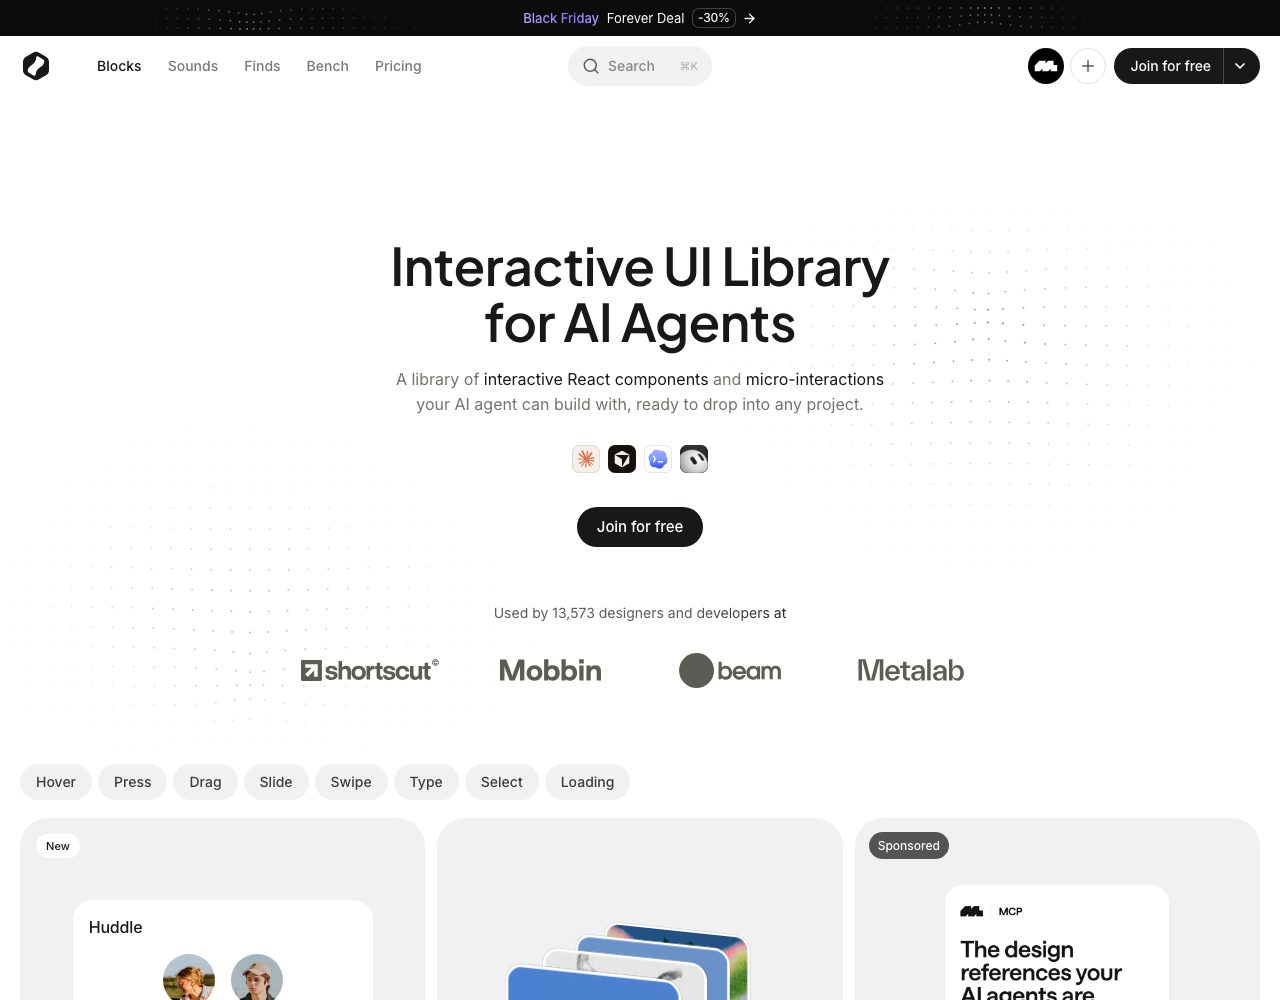 Black Friday Forever Deal -30%
Blocks Sounds Finds Bench Pricing
Search ⌘K
Join for free
Interactive UI Library
for AI Agents
A library of interactive React components and micro-interactions
your AI agent can build with, ready to drop into any project.
Join for free
Used by 13,573 designers and developers at
shortscut©
Mobbin
beam
Metalab
Hover Press Drag Slide Swipe Type Select Loading
New
Huddle
Sponsored
MCP
The design
references your
AI agents are